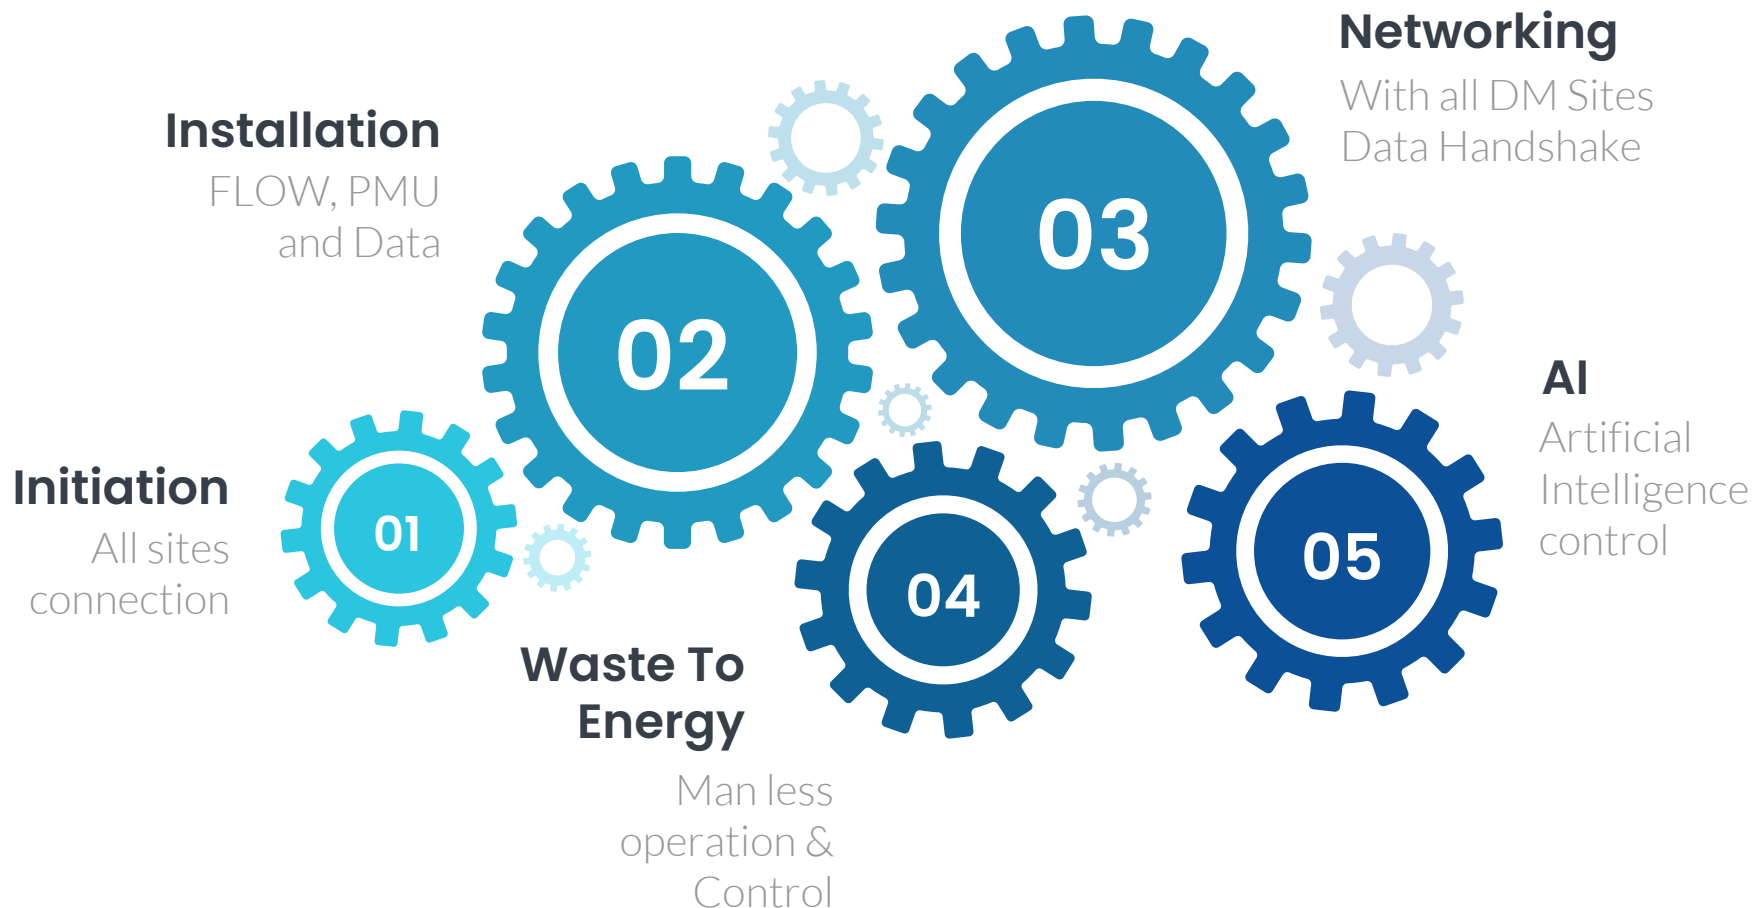 Initiation
All sites
connection
01
Installation
FLOW, PMU
and Data
02
Networking
With all DM Sites
Data Handshake
03
Waste To
Energy
Man less
operation &
Control
04
AI
Artificial
Intelligence
control
05